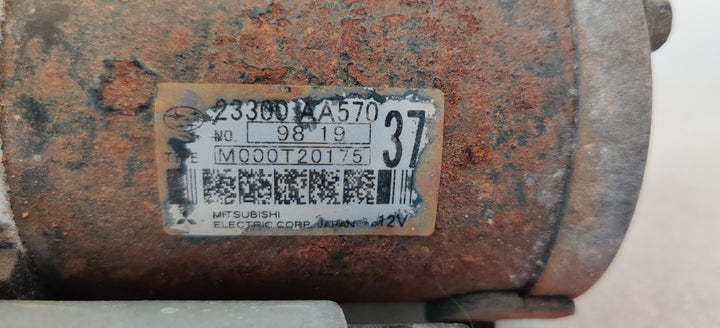 23300AA570
NO. 98 19
37
TYPE M000T20175
MITSUBISHI
ELECTRIC CORP. JAPAN 12V